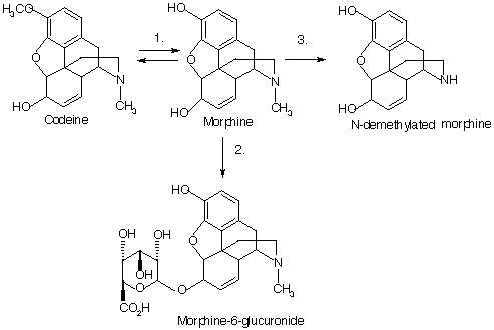 HO
H₃CO
HO
1.
3.
O
O
O
N
N
NH
HO
CH₃
HO
CH₃
HO
Codeine
Morphine
N-demethylated morphine
2.
HO
OH
OH
O
OH
N
O
O
CH₃
CO₂H
Morphine-6-glucuronide